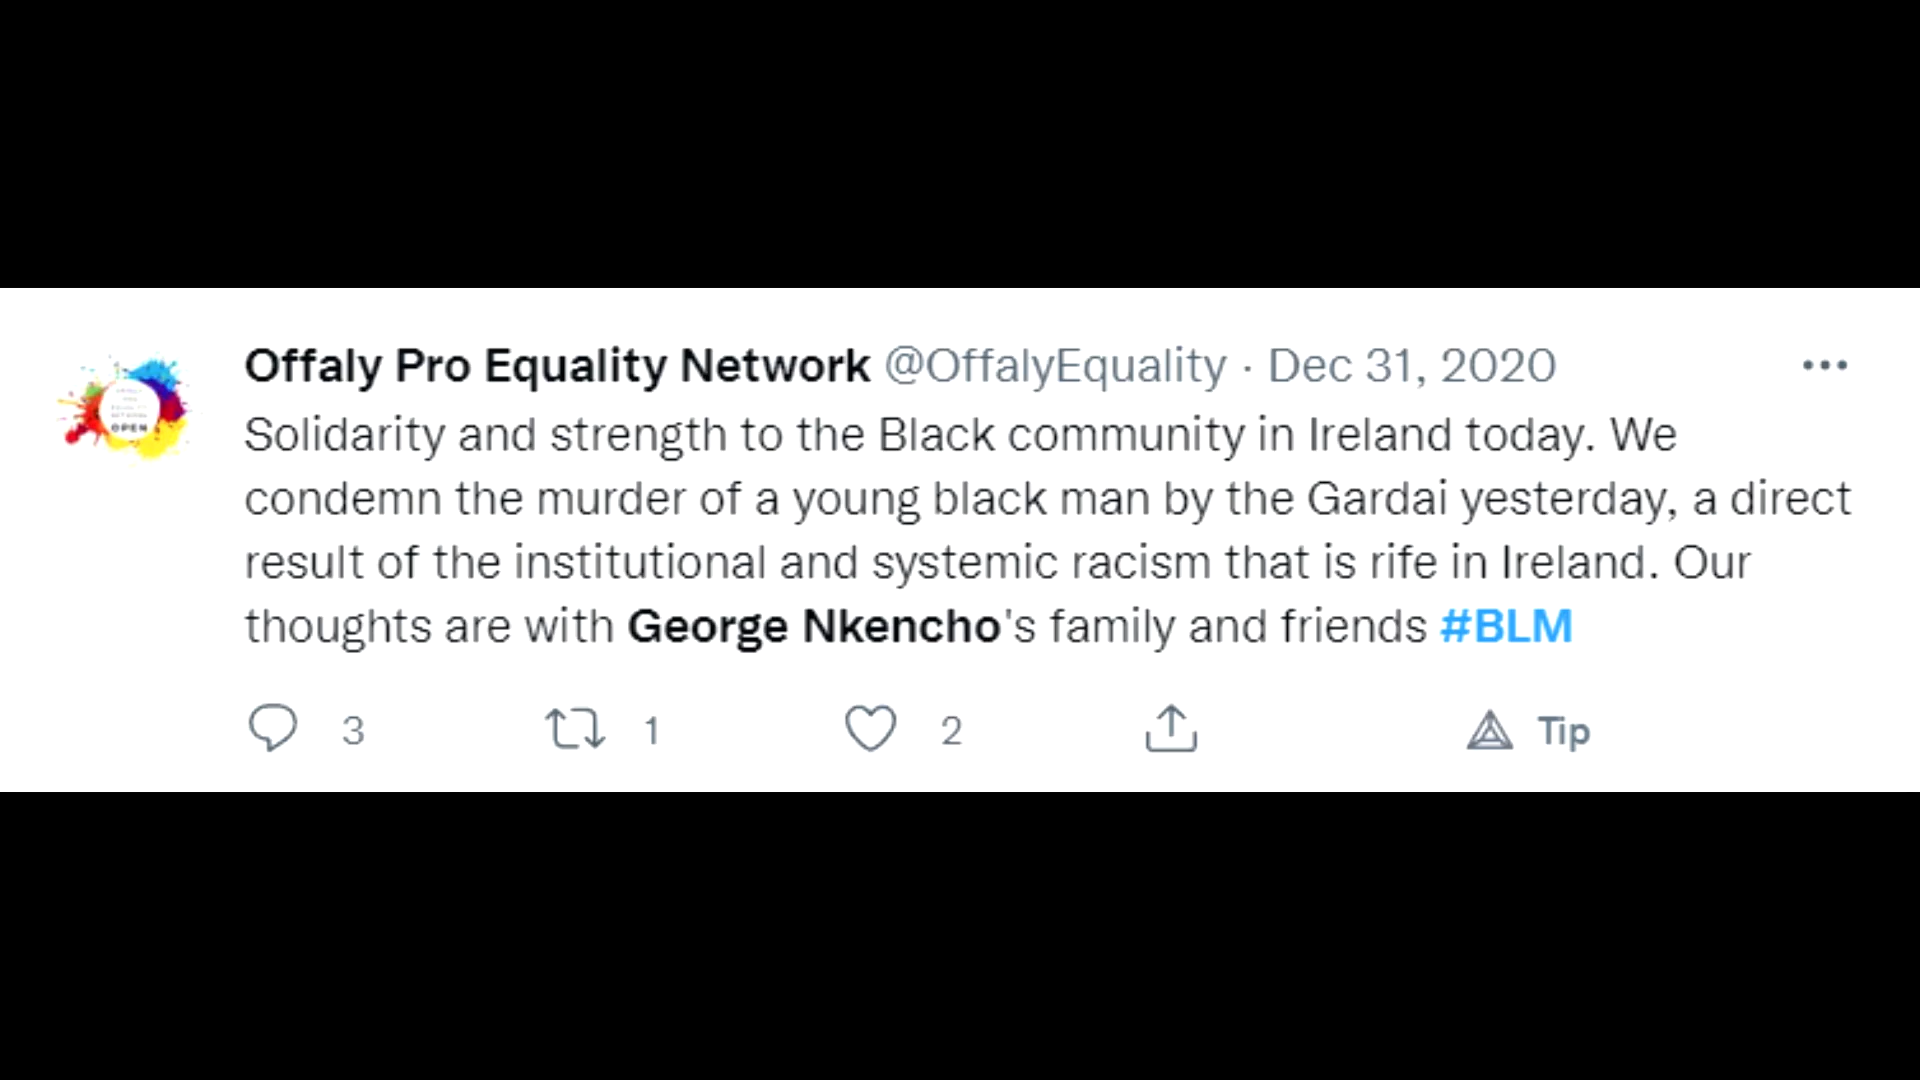 Offaly Pro Equality Network @OffalyEquality · Dec 31, 2020
Solidarity and strength to the Black community in Ireland today. We
condemn the murder of a young black man by the Gardai yesterday, a direct
result of the institutional and systemic racism that is rife in Ireland. Our
thoughts are with George Nkencho's family and friends #BLM
3 1 2 Tip
OPEN